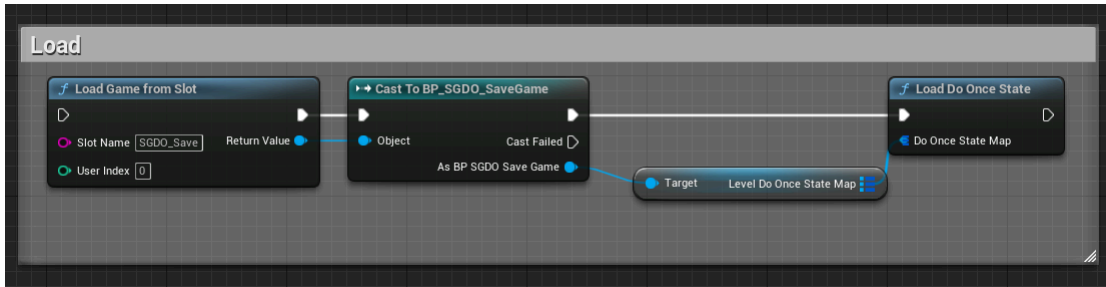 Load
f Load Game from Slot
Slot Name SGDO_Save Return Value
User Index 0
Cast To BP_SGDO_SaveGame
Object Cast Failed
As BP SGDO Save Game
Target Level Do Once State Map
f Load Do Once State
Do Once State Map